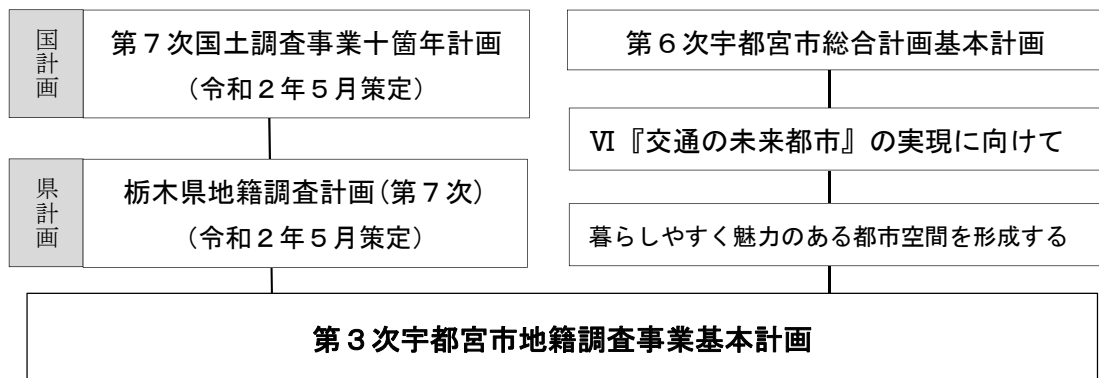 国計画
第７次国土調査事業十箇年計画
（令和２年５月策定）
県計画
栃木県地籍調査計画（第７次）
（令和２年５月策定）
第６次宇都宮市総合計画基本計画
Ⅵ『交通の未来都市』の実現に向けて
暮らしやすく魅力のある都市空間を形成する
第３次宇都宮市地籍調査事業基本計画